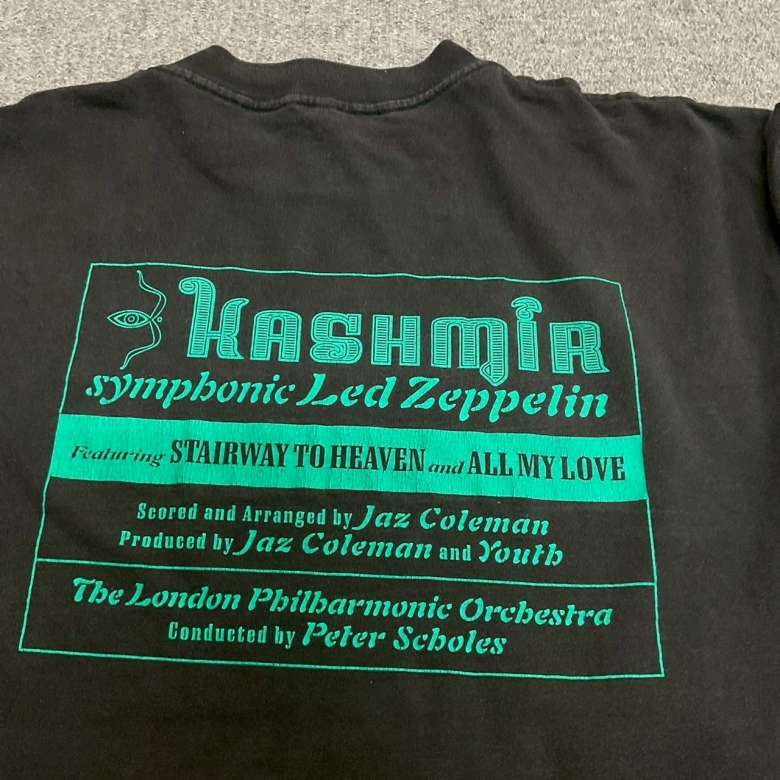 KASHMIR
symphonic Led Zeppelin
Featuring STAIRWAY TO HEAVEN and ALL MY LOVE
Scored and Arranged by Jaz Coleman
Produced by Jaz Coleman and Youth
The London Philharmonic Orchestra
Conducted by Peter Scholes